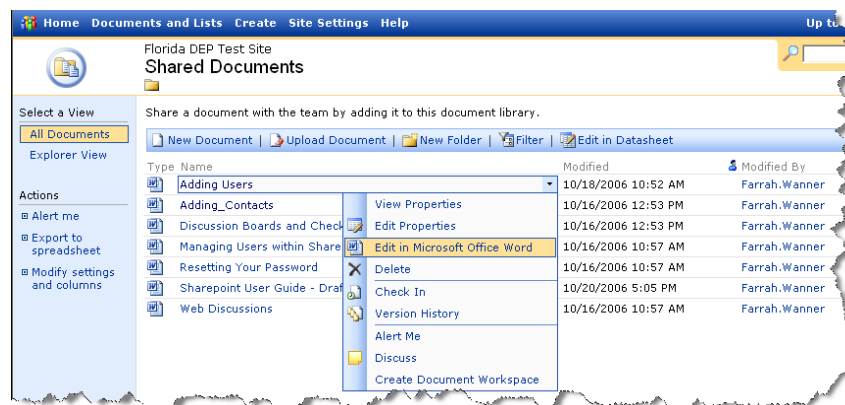 Home Documents and Lists Create Site Settings Help Up to
Florida DEP Test Site
Shared Documents
Select a View
All Documents
Explorer View
Actions
Alert me
Export to
spreadsheet
Modify settings
and columns
Share a document with the team by adding it to this document library.
New Document | Upload Document | New Folder | Filter | Edit in Datasheet
Type Name Modified Modified By
Adding Users 10/18/2006 10:52 AM Farrah.Wanner
Adding_Contacts 10/16/2006 12:53 PM Farrah.Wanner
Discussion Boards and Check 10/16/2006 12:53 PM Farrah.Wanner
Managing Users within Share 10/16/2006 10:57 AM Farrah.Wanner
Resetting Your Password 10/16/2006 10:57 AM Farrah.Wanner
Sharepoint User Guide - Draf 10/20/2006 5:05 PM Farrah.Wanner
Web Discussions 10/16/2006 10:57 AM Farrah.Wanner
View Properties
Edit Properties
Edit in Microsoft Office Word
Delete
Check In
Version History
Alert Me
Discuss
Create Document Workspace